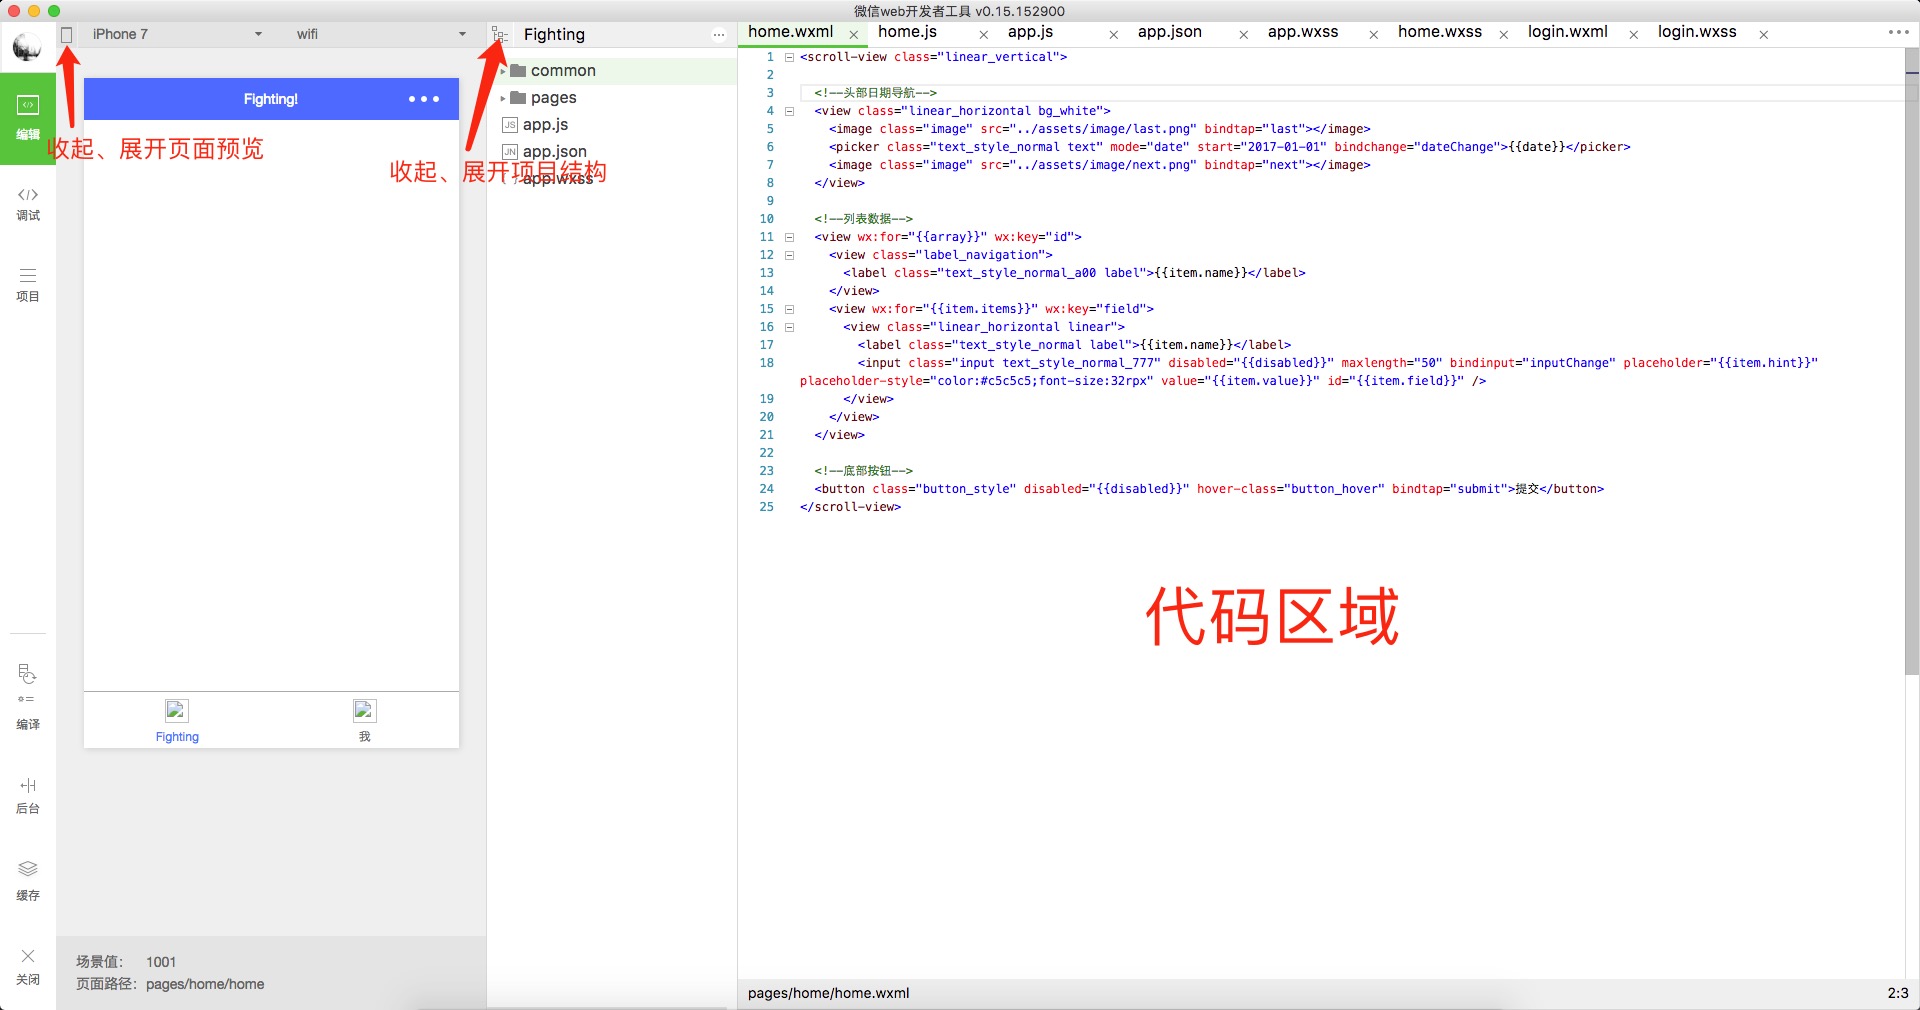 微信web开发者工具 v0.15.152900
iPhone 7
wifi
Fighting
home.wxml
home.js
app.js
app.json
app.wxss
home.wxss
login.wxml
login.wxss
编辑
调试
项目
编译
后台
缓存
关闭
Fighting!
收起、展开页面预览
Fighting
我
场景值: 1001
页面路径: pages/home/home
common
pages
JS app.js
JN app.json
app.wxss
收起、展开项目结构
1 <scroll-view class="linear_vertical">
2
3 <!--头部日期导航-->
4 <view class="linear_horizontal bg_white">
5 <image class="image" src="../assets/image/last.png" bindtap="last"></image>
6 <picker class="text_style_normal text" mode="date" start="2017-01-01" bindchange="dateChange">{{date}}</picker>
7 <image class="image" src="../assets/image/next.png" bindtap="next"></image>
8 </view>
9
10 <!--列表数据-->
11 <view wx:for="{{array}}" wx:key="id">
12 <view class="label_navigation">
13 <label class="text_style_normal_a00 label">{{item.name}}</label>
14 </view>
15 <view wx:for="{{item.items}}" wx:key="field">
16 <view class="linear_horizontal linear">
17 <label class="text_style_normal label">{{item.name}}</label>
18 <input class="input text_style_normal_777" disabled="{{disabled}}" maxlength="50" bindinput="inputChange" placeholder="{{item.hint}}"
placeholder-style="color:#c5c5c5;font-size:32rpx" value="{{item.value}}" id="{{item.field}}" />
19 </view>
20 </view>
21 </view>
22
23 <!--底部按钮-->
24 <button class="button_style" disabled="{{disabled}}" hover-class="button_hover" bindtap="submit">提交</button>
25 </scroll-view>
代码区域
pages/home/home.wxml
2:3